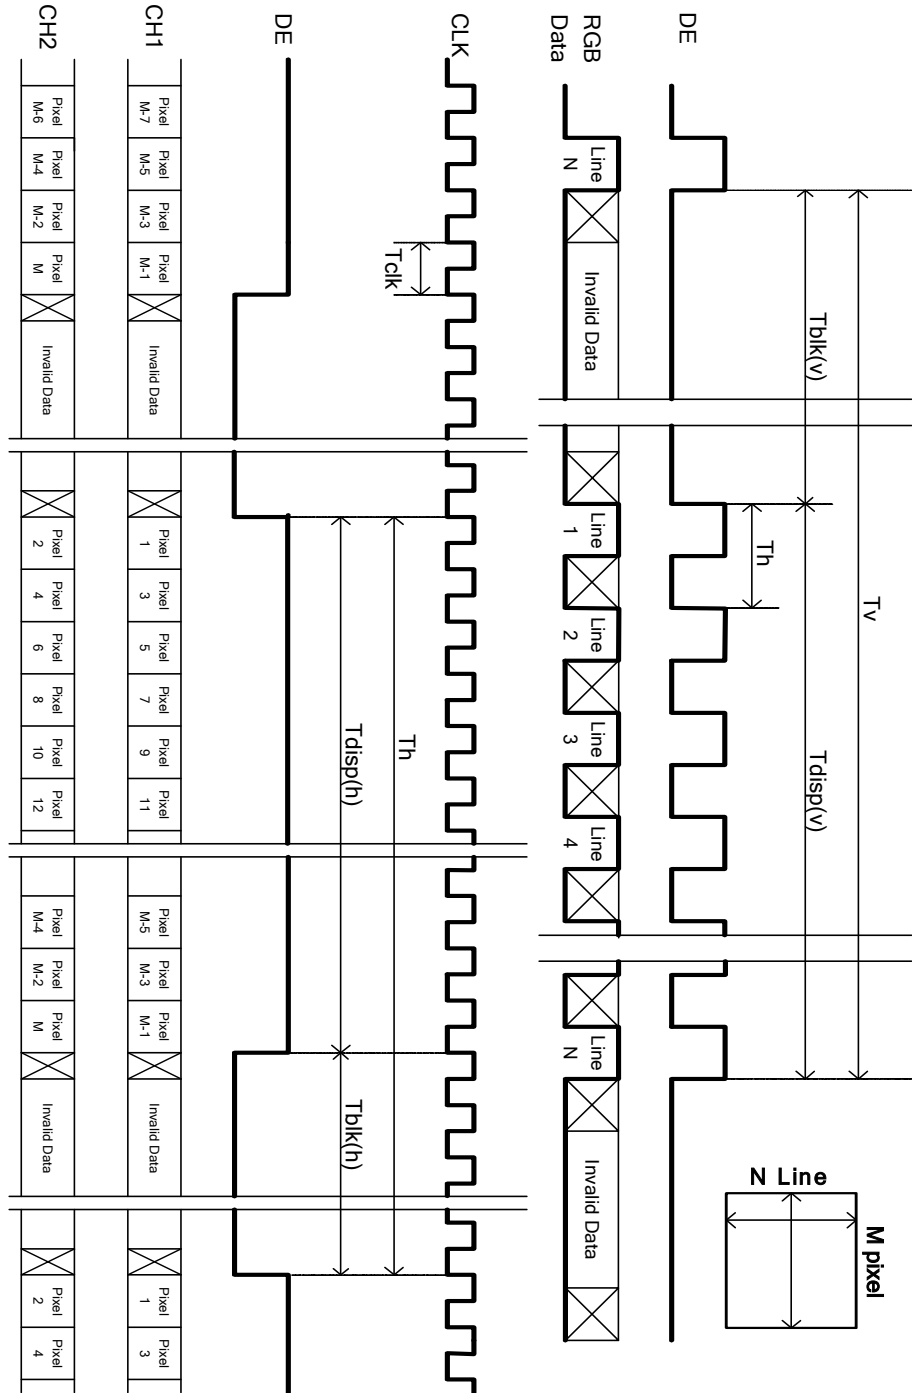 Tv
Tblk(v)
Tdisp(v)
Th
DE
RGB
Data
Line
N
Invalid Data
Line
1
Line
2
Line
3
Line
4
Line
N
Invalid Data
M pixel
N Line
CLK
Tclk
Th
Tdisp(h)
Tblk(h)
DE
CH1
Pixel
M-7
Pixel
M-5
Pixel
M-3
Pixel
M-1
Invalid Data
Pixel
1
Pixel
3
Pixel
5
Pixel
7
Pixel
9
Pixel
11
Pixel
M-5
Pixel
M-3
Pixel
M-1
Invalid Data
Pixel
1
Pixel
3
CH2
Pixel
M-6
Pixel
M-4
Pixel
M-2
Pixel
M
Invalid Data
Pixel
2
Pixel
4
Pixel
6
Pixel
8
Pixel
10
Pixel
12
Pixel
M-4
Pixel
M-2
Pixel
M
Invalid Data
Pixel
2
Pixel
4